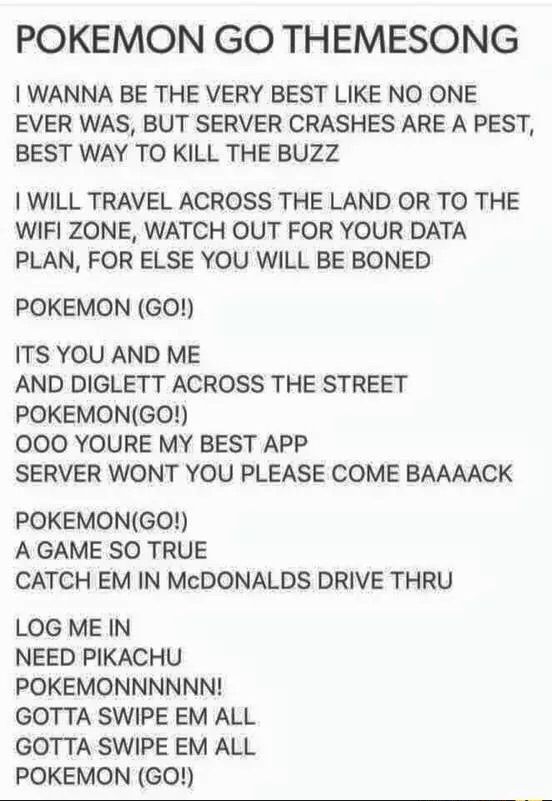 POKEMON GO THEMESONG
I WANNA BE THE VERY BEST LIKE NO ONE
EVER WAS, BUT SERVER CRASHES ARE A PEST,
BEST WAY TO KILL THE BUZZ
I WILL TRAVEL ACROSS THE LAND OR TO THE
WIFI ZONE, WATCH OUT FOR YOUR DATA
PLAN, FOR ELSE YOU WILL BE BONED
POKEMON (GO!)
ITS YOU AND ME
AND DIGLETT ACROSS THE STREET
POKEMON(GO!)
OOO YOURE MY BEST APP
SERVER WONT YOU PLEASE COME BAAAACK
POKEMON(GO!)
A GAME SO TRUE
CATCH EM IN McDONALDS DRIVE THRU
LOG ME IN
NEED PIKACHU
POKEMONNNNNN!
GOTTA SWIPE EM ALL
GOTTA SWIPE EM ALL
POKEMON (GO!)